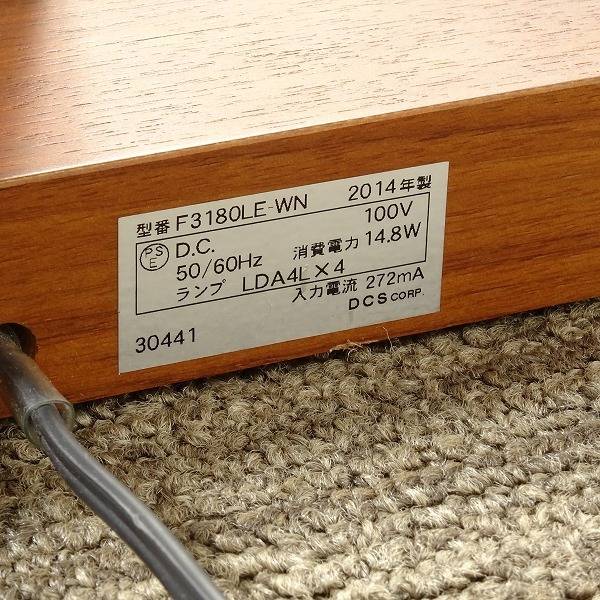 型番 F3180LE-WN 2014年製
PS
E
D.C. 100V
50/60Hz 消費電力 14.8W
ランプ LDA4L×4 入力電流 272mA
DCS CORP.
30441